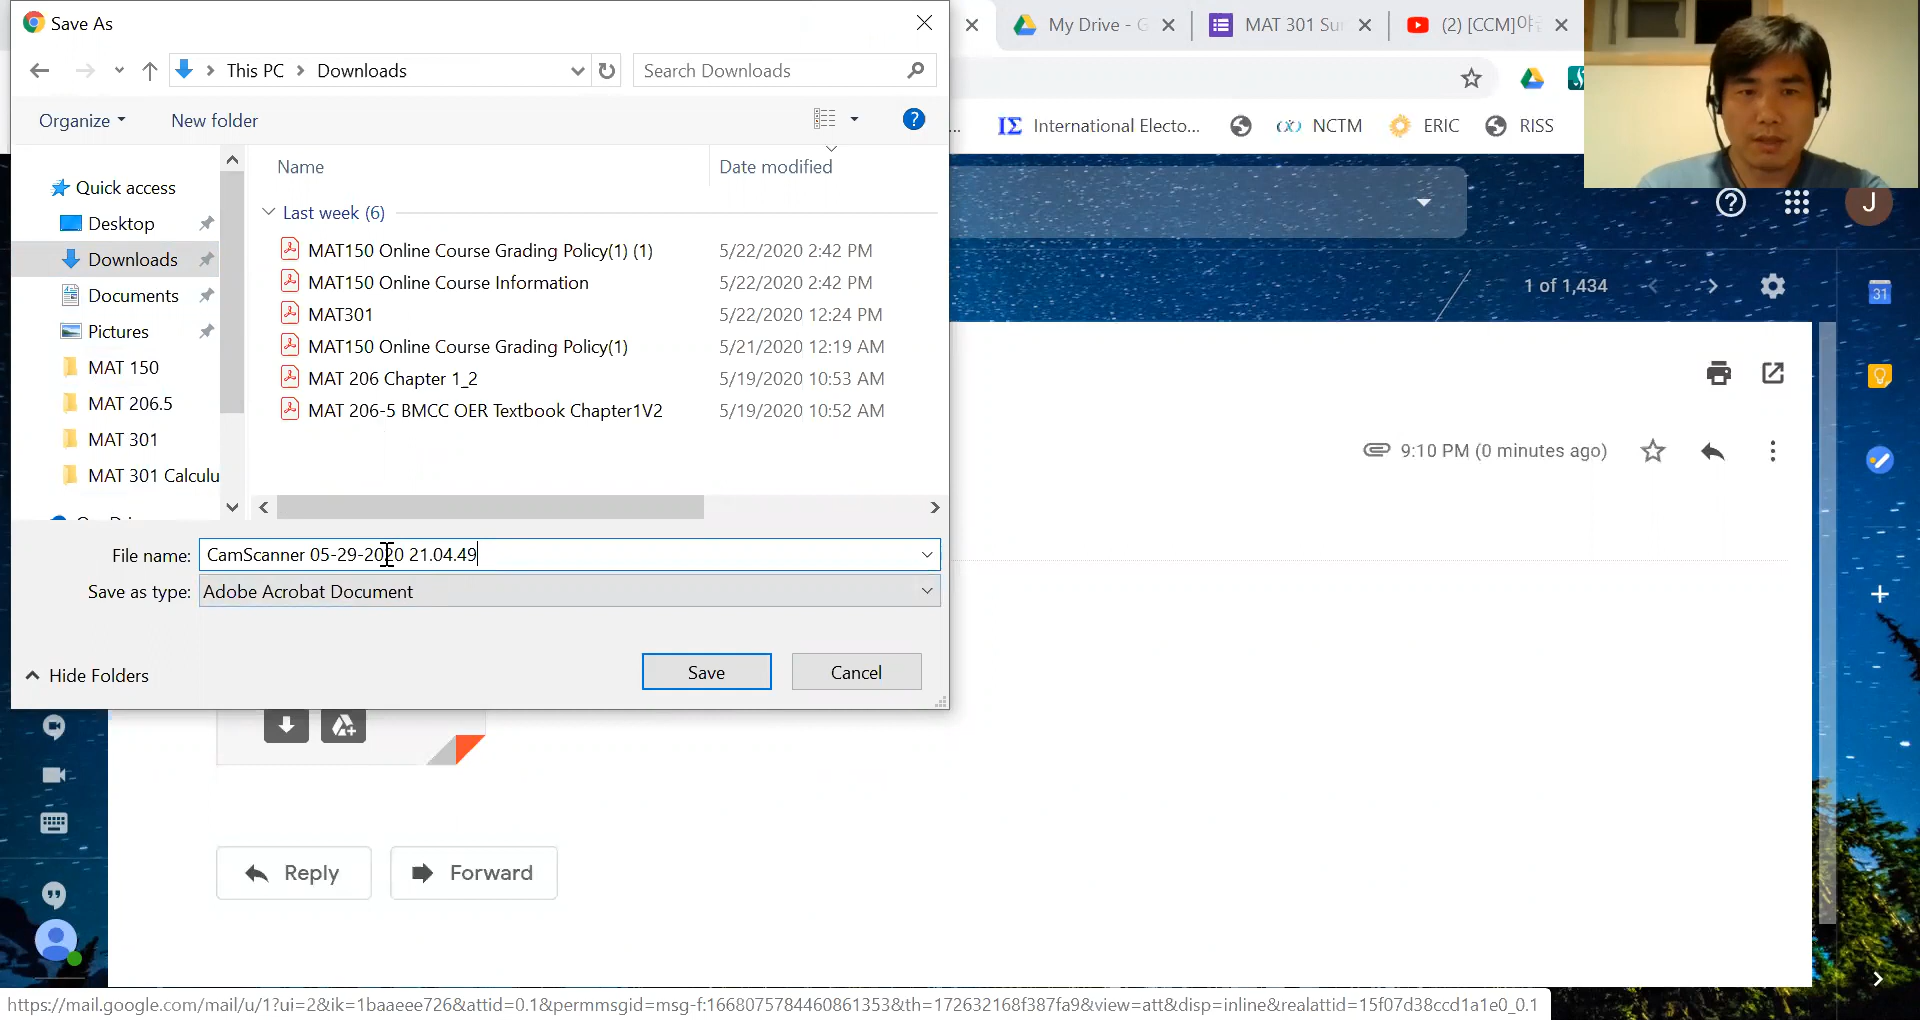 Save As
This PC > Downloads
Search Downloads
Organize
New folder
Name
Date modified
Quick access
Desktop
Downloads
Documents
Pictures
MAT 150
MAT 206.5
MAT 301
MAT 301 Calculu
Last week (6)
MAT150 Online Course Grading Policy(1) (1) 5/22/2020 2:42 PM
MAT150 Online Course Information 5/22/2020 2:42 PM
MAT301 5/22/2020 12:24 PM
MAT150 Online Course Grading Policy(1) 5/21/2020 12:19 AM
MAT 206 Chapter 1_2 5/19/2020 10:53 AM
MAT 206-5 BMCC OER Textbook Chapter1V2 5/19/2020 10:52 AM
File name: CamScanner 05-29-2020 21.04.49
Save as type: Adobe Acrobat Document
Hide Folders
Save
Cancel
My Drive - G
MAT 301 Sur
(2) [CCM]야
... International Electo... NCTM ERIC RISS
J
1 of 1,434
31
9:10 PM (0 minutes ago)
Reply
Forward
https://mail.google.com/mail/u/1?ui=2&ik=1baaeee726&attid=0.1&permmsgid=msg-f:1668075784460861353&th=172632168f387fa9&view=att&disp=inline&realattid=15f07d38ccd1a1e0_0.1